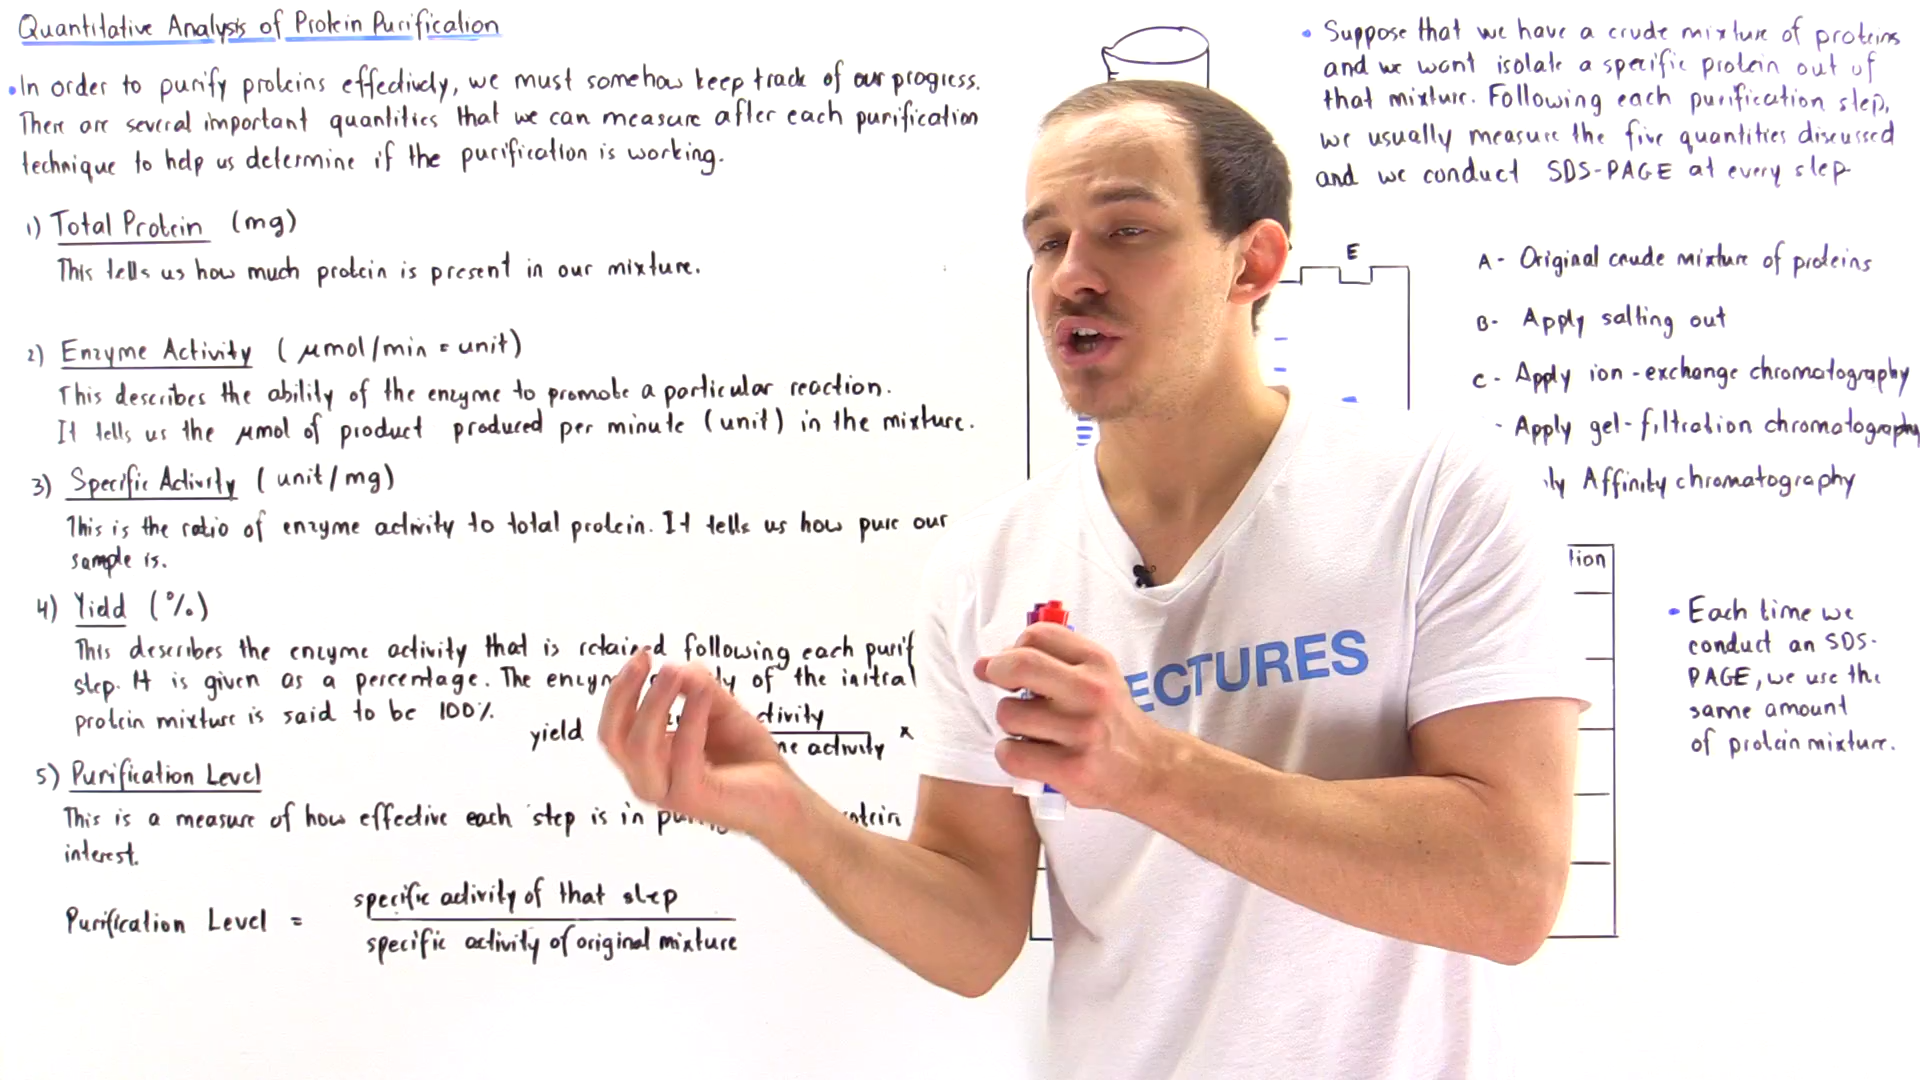 Quantitative Analysis of Protein Purification
• In order to purify proteins effectively, we must somehow keep track of our progress.
There are several important quantities that we can measure after each purification
technique to help us determine if the purification is working.
1) Total Protein (mg)
This tells us how much protein is present in our mixture.
2) Enzyme Activity (μmol/min = unit)
This describes the ability of the enzyme to promote a particular reaction.
It tells us the μmol of product produced per minute (unit) in the mixture.
3) Specific Activity (unit/mg)
This is the ratio of enzyme activity to total protein. It tells us how pure our
sample is.
4) Yield (%)
This describes the enzyme activity that is retained following each purif
step. It is given as a percentage. The enzym ty of the initial
protein mixture is said to be 100%.
yield tivity
me activity ×
5) Purification Level
This is a measure of how effective each step is in protein
interest.
Purification Level = specific activity of that step
specific activity of original mixture
• Suppose that we have a crude mixture of proteins
and we want isolate a specific protein out of
that mixture. Following each purification step,
we usually measure the five quantities discussed
and we conduct SDS-PAGE at every step
E
A - Original crude mixture of proteins
B - Apply salting out
C - Apply ion-exchange chromatography
- Apply gel-filtration chromatography
ly Affinity chromatography
tion
• Each time we
conduct an SDS-
PAGE, we use the
same amount
of protein mixture.
ECTURES